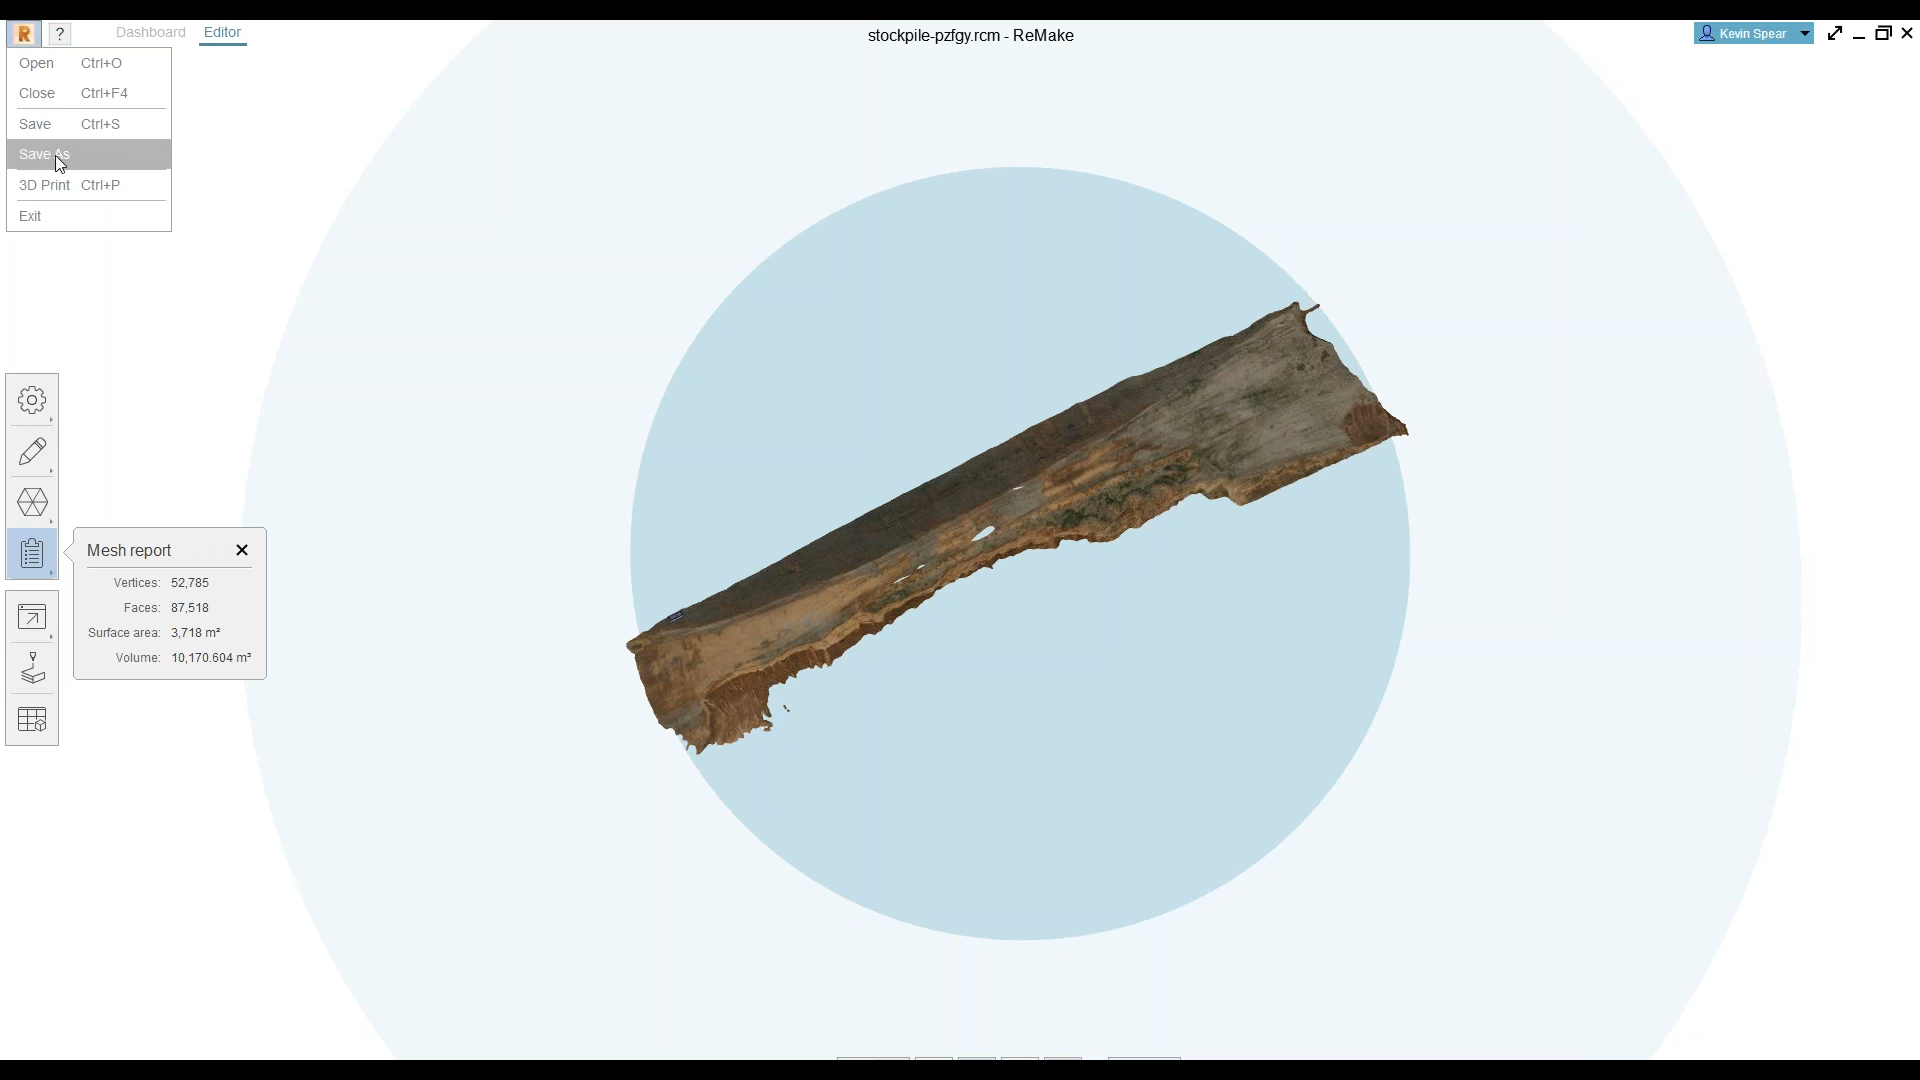 R ? Dashboard Editor
stockpile-pzfgy.rcm - ReMake
Kevin Spear
Open Ctrl+O
Close Ctrl+F4
Save Ctrl+S
Save As
3D Print Ctrl+P
Exit
Mesh report
Vertices: 52,785
Faces: 87,518
Surface area: 3,718 m²
Volume: 10,170.604 m³